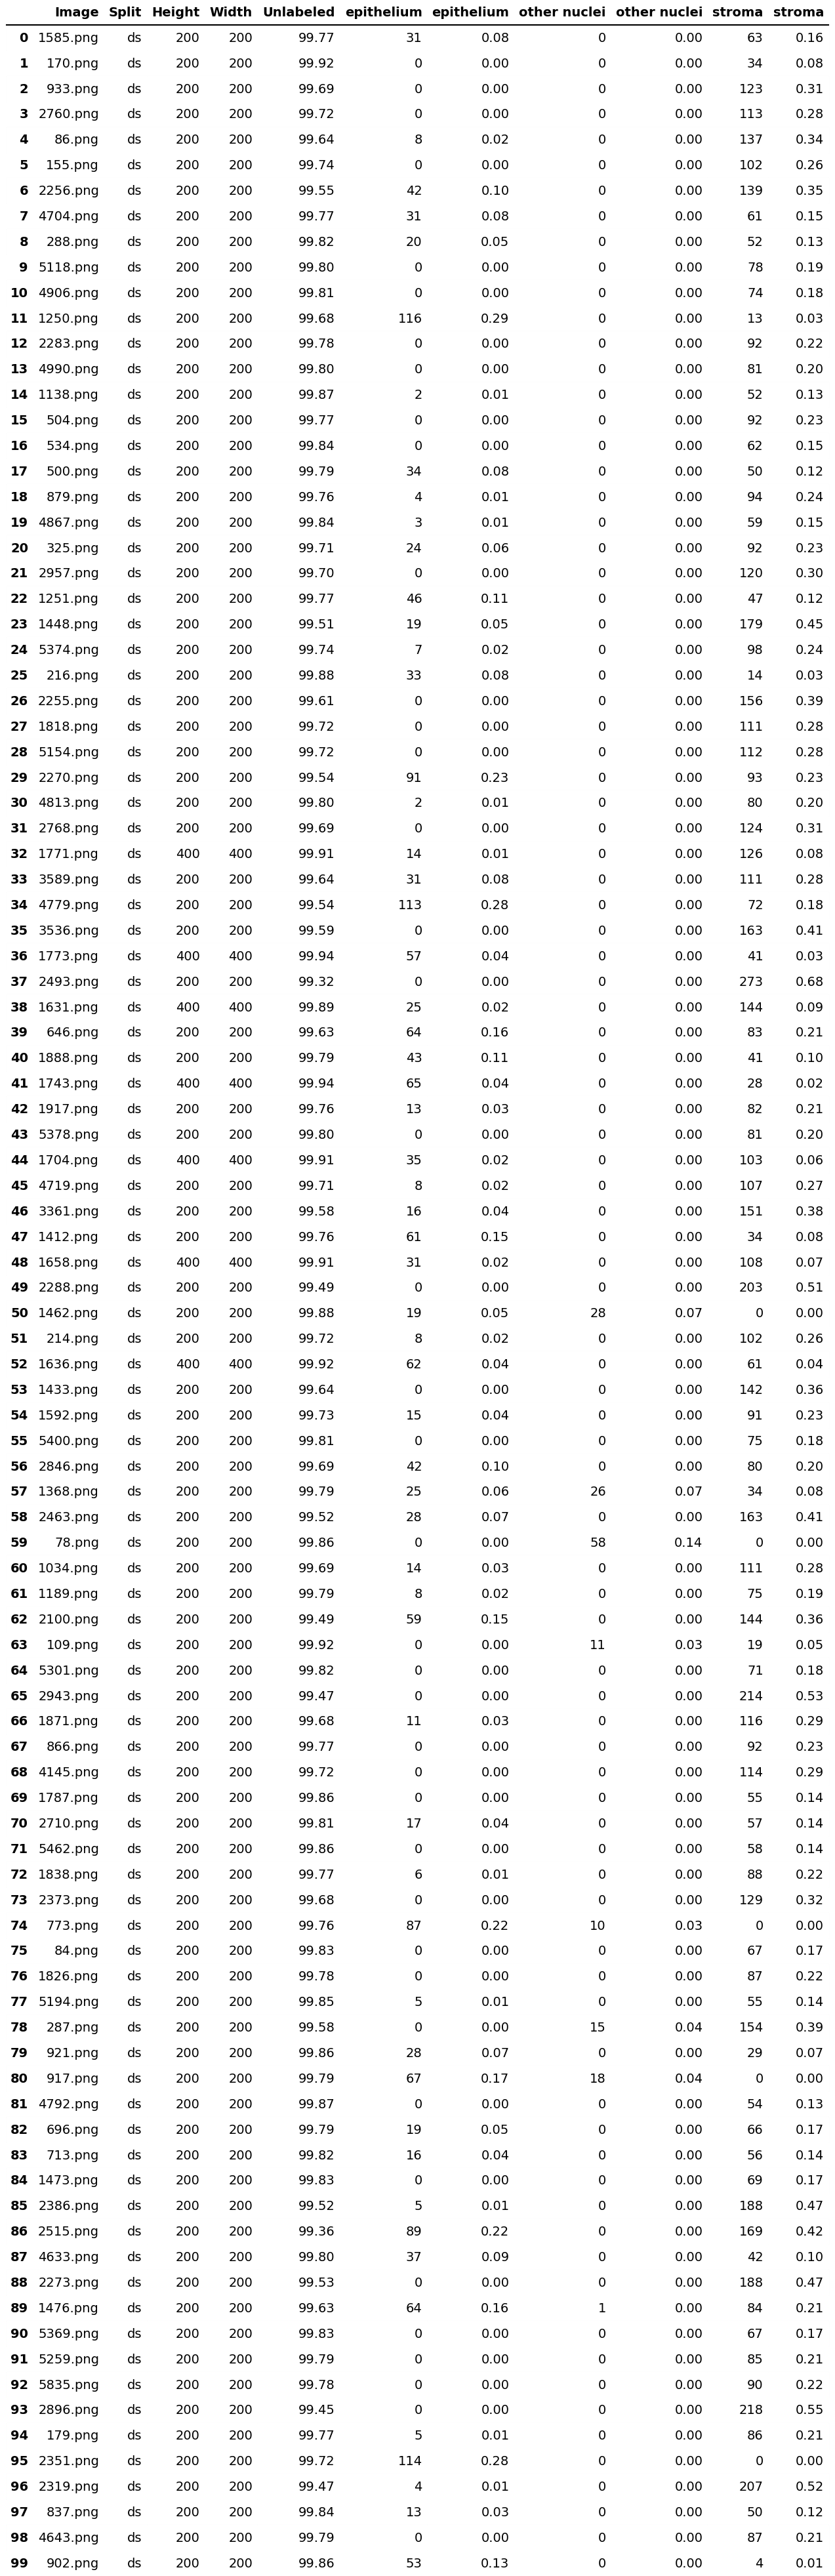 Image Split Height Width Unlabeled epithelium epithelium other nuclei other nuclei stroma stroma
0 1585.png ds 200 200 99.77 31 0.08 0 0.00 63 0.16
1 170.png ds 200 200 99.92 0 0.00 0 0.00 34 0.08
2 933.png ds 200 200 99.69 0 0.00 0 0.00 123 0.31
3 2760.png ds 200 200 99.72 0 0.00 0 0.00 113 0.28
4 86.png ds 200 200 99.64 8 0.02 0 0.00 137 0.34
5 155.png ds 200 200 99.74 0 0.00 0 0.00 102 0.26
6 2256.png ds 200 200 99.55 42 0.10 0 0.00 139 0.35
7 4704.png ds 200 200 99.77 31 0.08 0 0.00 61 0.15
8 288.png ds 200 200 99.82 20 0.05 0 0.00 52 0.13
9 5118.png ds 200 200 99.80 0 0.00 0 0.00 78 0.19
10 4906.png ds 200 200 99.81 0 0.00 0 0.00 74 0.18
11 1250.png ds 200 200 99.68 116 0.29 0 0.00 13 0.03
12 2283.png ds 200 200 99.78 0 0.00 0 0.00 92 0.22
13 4990.png ds 200 200 99.80 0 0.00 0 0.00 81 0.20
14 1138.png ds 200 200 99.87 2 0.01 0 0.00 52 0.13
15 504.png ds 200 200 99.77 0 0.00 0 0.00 92 0.23
16 534.png ds 200 200 99.84 0 0.00 0 0.00 62 0.15
17 500.png ds 200 200 99.79 34 0.08 0 0.00 50 0.12
18 879.png ds 200 200 99.76 4 0.01 0 0.00 94 0.24
19 4867.png ds 200 200 99.84 3 0.01 0 0.00 59 0.15
20 325.png ds 200 200 99.71 24 0.06 0 0.00 92 0.23
21 2957.png ds 200 200 99.70 0 0.00 0 0.00 120 0.30
22 1251.png ds 200 200 99.77 46 0.11 0 0.00 47 0.12
23 1448.png ds 200 200 99.51 19 0.05 0 0.00 179 0.45
24 5374.png ds 200 200 99.74 7 0.02 0 0.00 98 0.24
25 216.png ds 200 200 99.88 33 0.08 0 0.00 14 0.03
26 2255.png ds 200 200 99.61 0 0.00 0 0.00 156 0.39
27 1818.png ds 200 200 99.72 0 0.00 0 0.00 111 0.28
28 5154.png ds 200 200 99.72 0 0.00 0 0.00 112 0.28
29 2270.png ds 200 200 99.54 91 0.23 0 0.00 93 0.23
30 4813.png ds 200 200 99.80 2 0.01 0 0.00 80 0.20
31 2768.png ds 200 200 99.69 0 0.00 0 0.00 124 0.31
32 1771.png ds 400 400 99.91 14 0.01 0 0.00 126 0.08
33 3589.png ds 200 200 99.64 31 0.08 0 0.00 111 0.28
34 4779.png ds 200 200 99.54 113 0.28 0 0.00 72 0.18
35 3536.png ds 200 200 99.59 0 0.00 0 0.00 163 0.41
36 1773.png ds 400 400 99.94 57 0.04 0 0.00 41 0.03
37 2493.png ds 200 200 99.32 0 0.00 0 0.00 273 0.68
38 1631.png ds 400 400 99.89 25 0.02 0 0.00 144 0.09
39 646.png ds 200 200 99.63 64 0.16 0 0.00 83 0.21
40 1888.png ds 200 200 99.79 43 0.11 0 0.00 41 0.10
41 1743.png ds 400 400 99.94 65 0.04 0 0.00 28 0.02
42 1917.png ds 200 200 99.76 13 0.03 0 0.00 82 0.21
43 5378.png ds 200 200 99.80 0 0.00 0 0.00 81 0.20
44 1704.png ds 400 400 99.91 35 0.02 0 0.00 103 0.06
45 4719.png ds 200 200 99.71 8 0.02 0 0.00 107 0.27
46 3361.png ds 200 200 99.58 16 0.04 0 0.00 151 0.38
47 1412.png ds 200 200 99.76 61 0.15 0 0.00 34 0.08
48 1658.png ds 400 400 99.91 31 0.02 0 0.00 108 0.07
49 2288.png ds 200 200 99.49 0 0.00 0 0.00 203 0.51
50 1462.png ds 200 200 99.88 19 0.05 28 0.07 0 0.00
51 214.png ds 200 200 99.72 8 0.02 0 0.00 102 0.26
52 1636.png ds 400 400 99.92 62 0.04 0 0.00 61 0.04
53 1433.png ds 200 200 99.64 0 0.00 0 0.00 142 0.36
54 1592.png ds 200 200 99.73 15 0.04 0 0.00 91 0.23
55 5400.png ds 200 200 99.81 0 0.00 0 0.00 75 0.18
56 2846.png ds 200 200 99.69 42 0.10 0 0.00 80 0.20
57 1368.png ds 200 200 99.79 25 0.06 26 0.07 34 0.08
58 2463.png ds 200 200 99.52 28 0.07 0 0.00 163 0.41
59 78.png ds 200 200 99.86 0 0.00 58 0.14 0 0.00
60 1034.png ds 200 200 99.69 14 0.03 0 0.00 111 0.28
61 1189.png ds 200 200 99.79 8 0.02 0 0.00 75 0.19
62 2100.png ds 200 200 99.49 59 0.15 0 0.00 144 0.36
63 109.png ds 200 200 99.92 0 0.00 11 0.03 19 0.05
64 5301.png ds 200 200 99.82 0 0.00 0 0.00 71 0.18
65 2943.png ds 200 200 99.47 0 0.00 0 0.00 214 0.53
66 1871.png ds 200 200 99.68 11 0.03 0 0.00 116 0.29
67 866.png ds 200 200 99.77 0 0.00 0 0.00 92 0.23
68 4145.png ds 200 200 99.72 0 0.00 0 0.00 114 0.29
69 1787.png ds 200 200 99.86 0 0.00 0 0.00 55 0.14
70 2710.png ds 200 200 99.81 17 0.04 0 0.00 57 0.14
71 5462.png ds 200 200 99.86 0 0.00 0 0.00 58 0.14
72 1838.png ds 200 200 99.77 6 0.01 0 0.00 88 0.22
73 2373.png ds 200 200 99.68 0 0.00 0 0.00 129 0.32
74 773.png ds 200 200 99.76 87 0.22 10 0.03 0 0.00
75 84.png ds 200 200 99.83 0 0.00 0 0.00 67 0.17
76 1826.png ds 200 200 99.78 0 0.00 0 0.00 87 0.22
77 5194.png ds 200 200 99.85 5 0.01 0 0.00 55 0.14
78 287.png ds 200 200 99.58 0 0.00 15 0.04 154 0.39
79 921.png ds 200 200 99.86 28 0.07 0 0.00 29 0.07
80 917.png ds 200 200 99.79 67 0.17 18 0.04 0 0.00
81 4792.png ds 200 200 99.87 0 0.00 0 0.00 54 0.13
82 696.png ds 200 200 99.79 19 0.05 0 0.00 66 0.17
83 713.png ds 200 200 99.82 16 0.04 0 0.00 56 0.14
84 1473.png ds 200 200 99.83 0 0.00 0 0.00 69 0.17
85 2386.png ds 200 200 99.52 5 0.01 0 0.00 188 0.47
86 2515.png ds 200 200 99.36 89 0.22 0 0.00 169 0.42
87 4633.png ds 200 200 99.80 37 0.09 0 0.00 42 0.10
88 2273.png ds 200 200 99.53 0 0.00 0 0.00 188 0.47
89 1476.png ds 200 200 99.63 64 0.16 1 0.00 84 0.21
90 5369.png ds 200 200 99.83 0 0.00 0 0.00 67 0.17
91 5259.png ds 200 200 99.79 0 0.00 0 0.00 85 0.21
92 5835.png ds 200 200 99.78 0 0.00 0 0.00 90 0.22
93 2896.png ds 200 200 99.45 0 0.00 0 0.00 218 0.55
94 179.png ds 200 200 99.77 5 0.01 0 0.00 86 0.21
95 2351.png ds 200 200 99.72 114 0.28 0 0.00 0 0.00
96 2319.png ds 200 200 99.47 4 0.01 0 0.00 207 0.52
97 837.png ds 200 200 99.84 13 0.03 0 0.00 50 0.12
98 4643.png ds 200 200 99.79 0 0.00 0 0.00 87 0.21
99 902.png ds 200 200 99.86 53 0.13 0 0.00 4 0.01